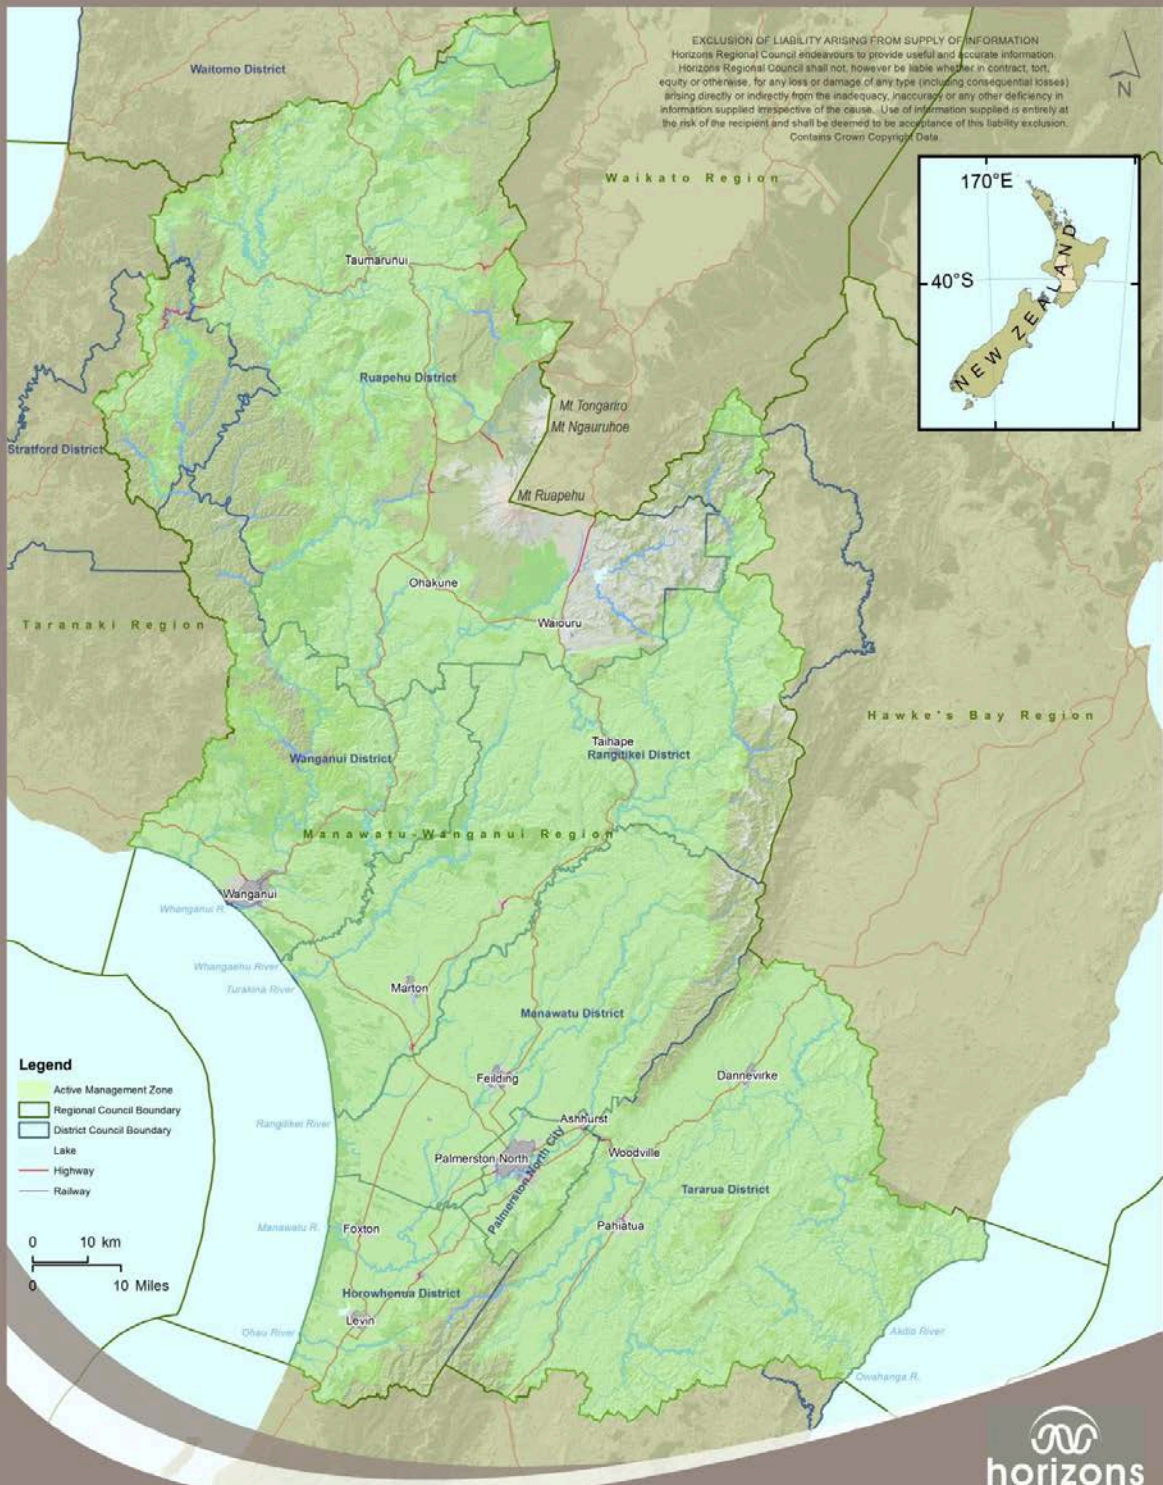 EXCLUSION OF LIABILITY ARISING FROM SUPPLY OF INFORMATION
Horizons Regional Council endeavours to provide useful and accurate information.
Horizons Regional Council shall not, however be liable whether in contract, tort,
equity or otherwise, for any loss or damage of any type (including consequential losses)
arising directly or indirectly from the inadequacy, inaccuracy or any other deficiency in
information supplied irrespective of the cause. Use of information supplied is entirely at
the risk of the recipient and shall be deemed to be acceptance of this liability exclusion.
Contains Crown Copyright Data.
N
Waitomo District
Waikato Region
170°E
40°S
NEW ZEALAND
Taumarunui
Ruapehu District
Mt Tongariro
Mt Ngauruhoe
Stratford District
Mt Ruapehu
Ohakune
Waiouru
Taranaki Region
Hawke's Bay Region
Taihape
Rangitikei District
Wanganui District
Manawatu-Wanganui Region
Wanganui
Whanganui R.
Whangaehu River
Turakina River
Marton
Manawatu District
Legend
Active Management Zone
Regional Council Boundary
District Council Boundary
Lake
Highway
Railway
Feilding
Dannevirke
Ashhurst
Rangitikei River
Woodville
Palmerston North
Palmerston North City
Tararua District
Pahiatua
Manawatu R.
Foxton
0 10 km
0 10 Miles
Horowhenua District
Levin
Ohau River
Akitio River
Owahanga R.
horizons